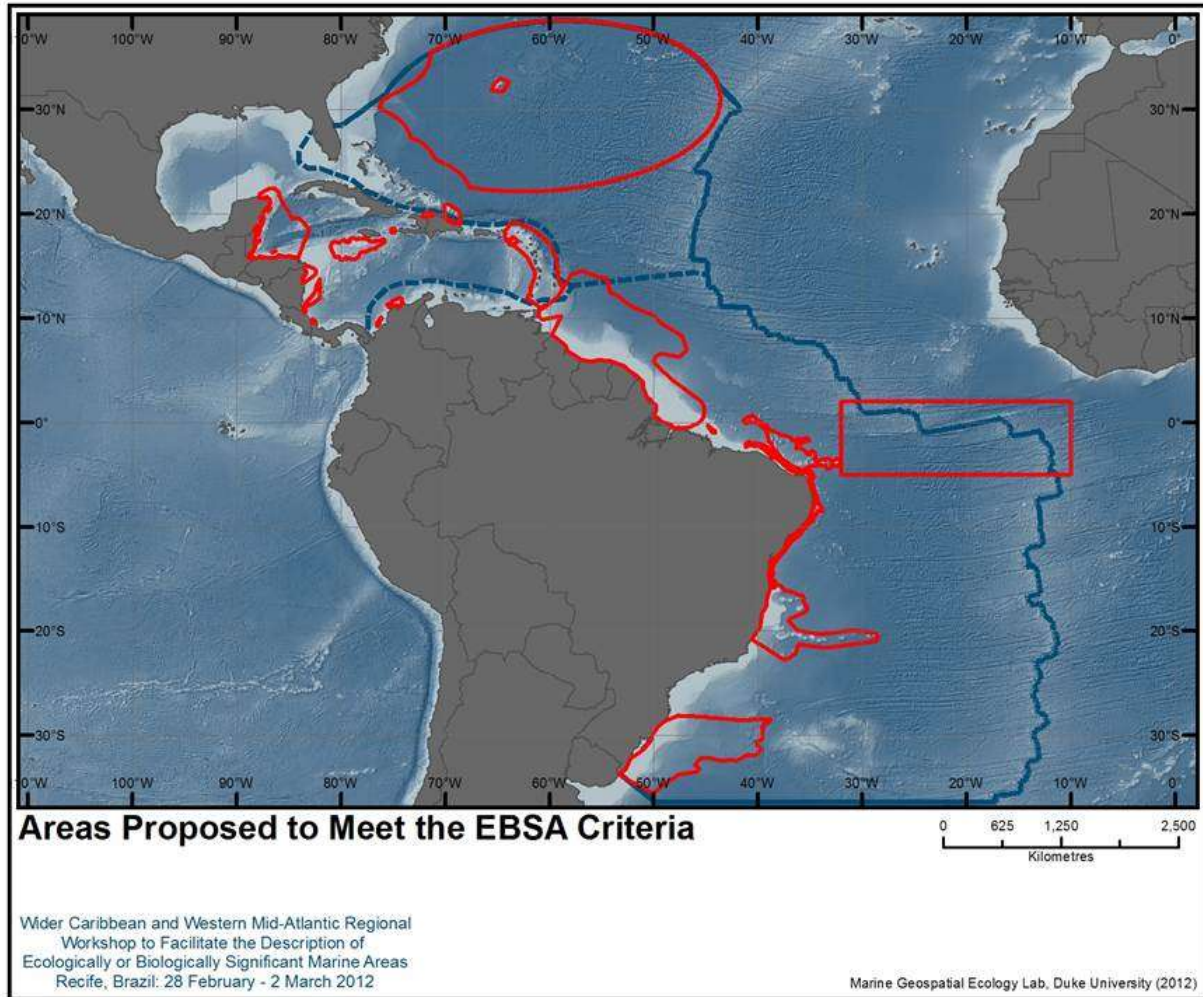 0°W 100°W 90°W 80°W 70°W 60°W 50°W 40°W 30°W 20°W 10°W 0°
30°N 30°N
20°N 20°N
10°N 10°N
0° 0°
10°S 10°S
20°S 20°S
30°S 30°S
0°W 100°W 90°W 80°W 70°W 60°W 50°W 40°W 30°W 20°W 10°W 0°
Areas Proposed to Meet the EBSA Criteria
0 625 1,250 2,500
Kilometres
Wider Caribbean and Western Mid-Atlantic Regional
Workshop to Facilitate the Description of
Ecologically or Biologically Significant Marine Areas
Recife, Brazil: 28 February - 2 March 2012
Marine Geospatial Ecology Lab, Duke University (2012)